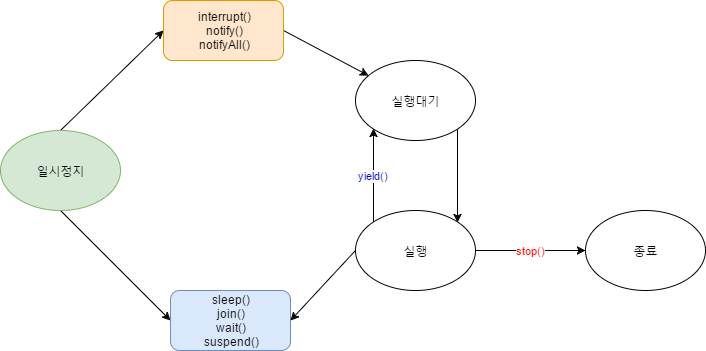 interrupt()
notify()
notifyAll()
실행대기
일시정지
yield()
실행
stop()
종료
sleep()
join()
wait()
suspend()